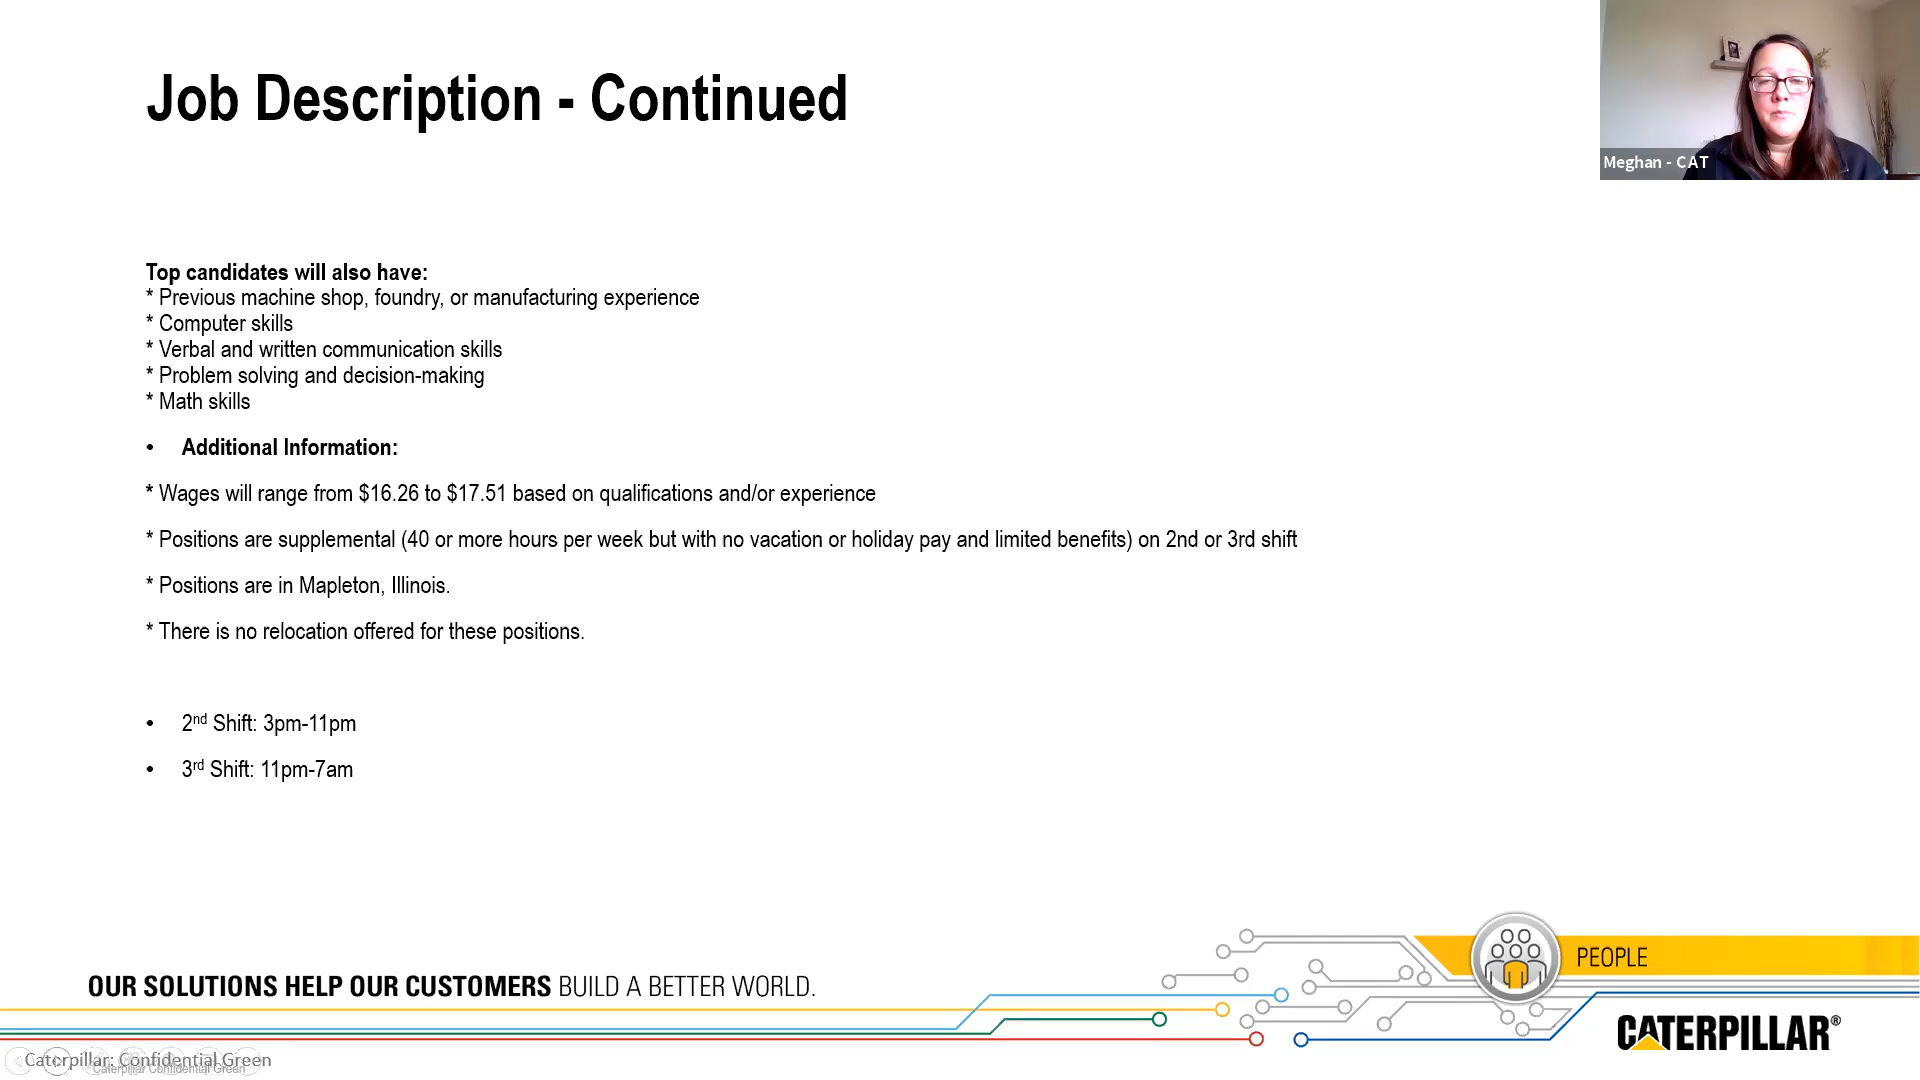 Job Description - Continued
Meghan - CAT
Top candidates will also have:
* Previous machine shop, foundry, or manufacturing experience
* Computer skills
* Verbal and written communication skills
* Problem solving and decision-making
* Math skills
• Additional Information:
* Wages will range from $16.26 to $17.51 based on qualifications and/or experience
* Positions are supplemental (40 or more hours per week but with no vacation or holiday pay and limited benefits) on 2nd or 3rd shift
* Positions are in Mapleton, Illinois.
* There is no relocation offered for these positions.
• 2nd Shift: 3pm-11pm
• 3rd Shift: 11pm-7am
PEOPLE
OUR SOLUTIONS HELP OUR CUSTOMERS BUILD A BETTER WORLD.
CATERPILLAR®
Caterpillar: Confidential Green
Caterpillar Confidential Green